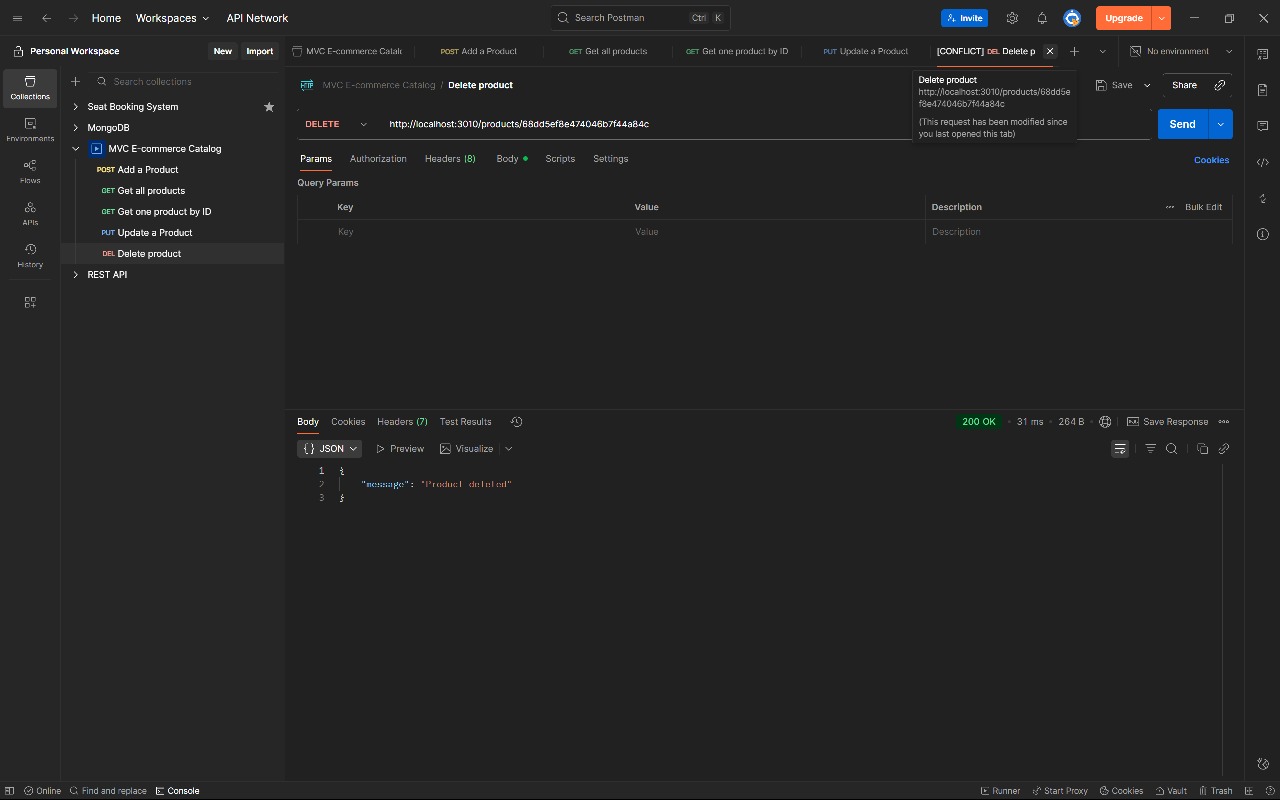 Home Workspaces API Network Search Postman Ctrl K Invite Upgrade
Personal Workspace New Import
MVC E-commerce Catalo POST Add a Product GET Get all products GET Get one product by ID PUT Update a Product [CONFLICT] DEL Delete p No environment
Collections
Environments
Flows
APIs
History
Search collections
Seat Booking System
MongoDB
MVC E-commerce Catalog
POST Add a Product
GET Get all products
GET Get one product by ID
PUT Update a Product
DEL Delete product
REST API
HTTP MVC E-commerce Catalog / Delete product
Save Share
Delete product
http://localhost:3010/products/68dd5e
f8e474046b7f44a84c
(This request has been modified since
you last opened this tab)
DELETE http://localhost:3010/products/68dd5ef8e474046b7f44a84c Send
Params Authorization Headers (8) Body Scripts Settings Cookies
Query Params
Key Value Description Bulk Edit
Key Value Description
Body Cookies Headers (7) Test Results 200 OK 31 ms 264 B Save Response
{} JSON Preview Visualize
1 {
2 "message": "Product deleted"
3 }
Online Find and replace Console Runner Start Proxy Cookies Vault Trash